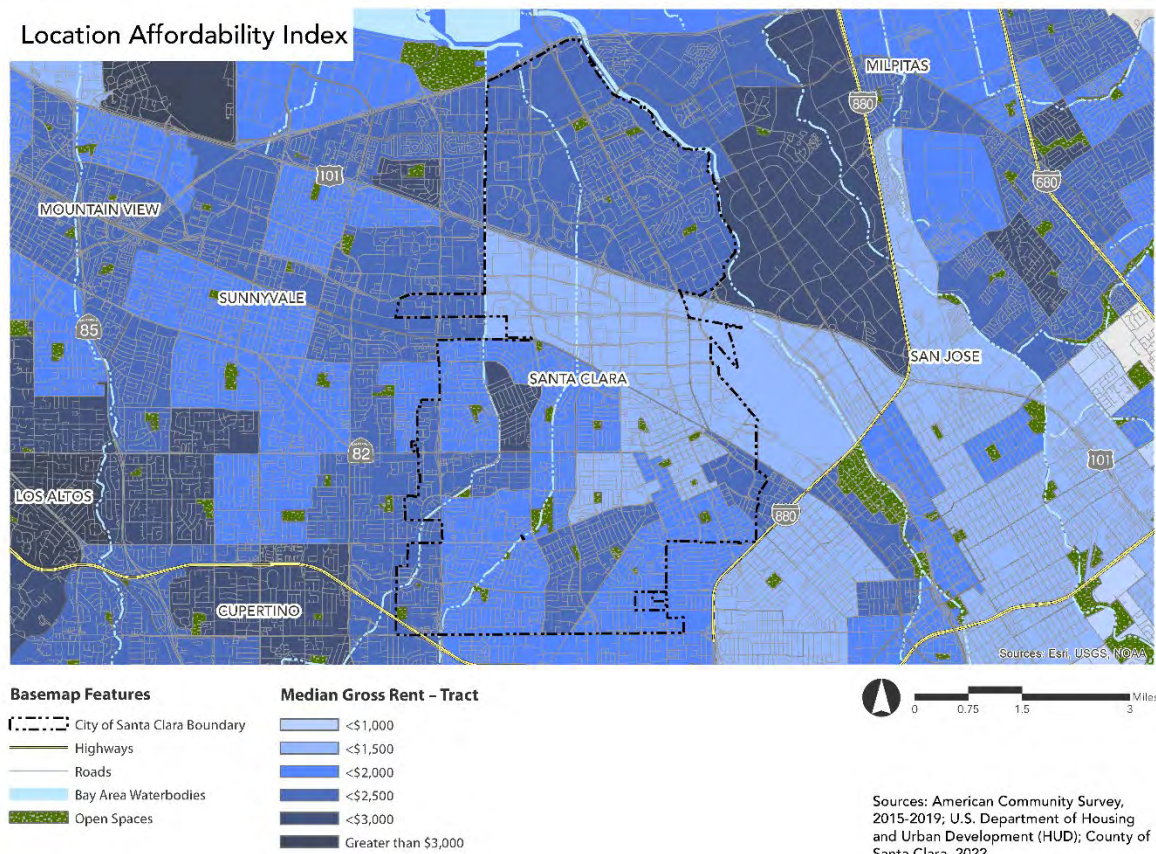 Location Affordability Index
MILPITAS
880
680
101
MOUNTAIN VIEW
SUNNYVALE
85
SAN JOSE
SANTA CLARA
82
101
LOS ALTOS
880
CUPERTINO
Sources: Esri, USGS, NOAA
Basemap Features
City of Santa Clara Boundary
Highways
Roads
Bay Area Waterbodies
Open Spaces
Median Gross Rent – Tract
<$1,000
<$1,500
<$2,000
<$2,500
<$3,000
Greater than $3,000
Miles
0 0.75 1.5 3
Sources: American Community Survey,
2015-2019; U.S. Department of Housing
and Urban Development (HUD); County of
Santa Clara, 2022